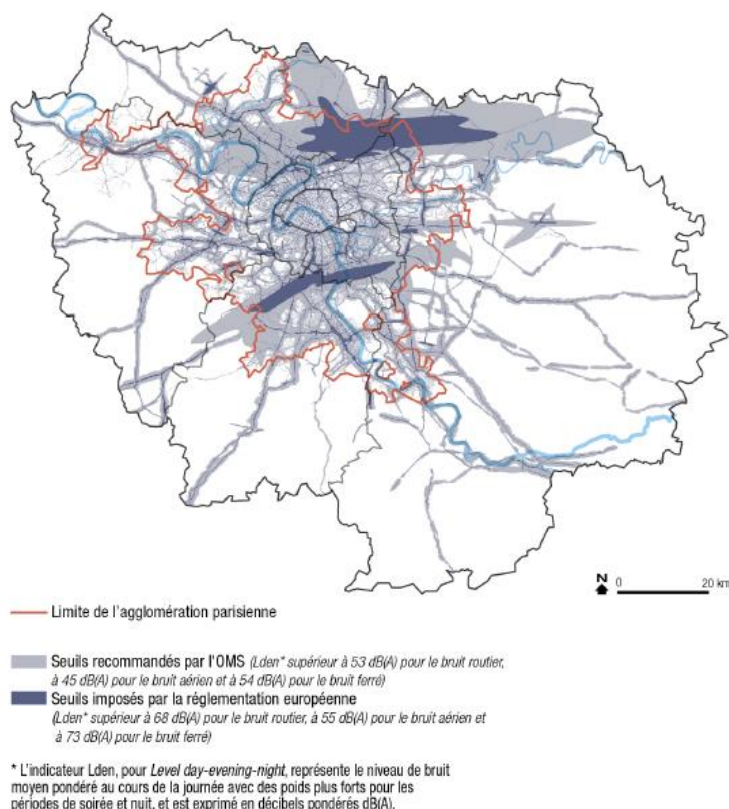 N 0 20 km
Limite de l'agglomération parisienne
Seuils recommandés par l'OMS (Lden* supérieur à 53 dB(A) pour le bruit routier,
à 45 dB(A) pour le bruit aérien et à 54 dB(A) pour le bruit ferré)
Seuils imposés par la réglementation européenne
(Lden* supérieur à 68 dB(A) pour le bruit routier, à 55 dB(A) pour le bruit aérien et
à 73 dB(A) pour le bruit ferré)
* L'indicateur Lden, pour Level day-evening-night, représente le niveau de bruit
moyen pondéré au cours de la journée avec des poids plus forts pour les
périodes de soirée et nuit, et est exprimé en décibels pondérés dB(A).